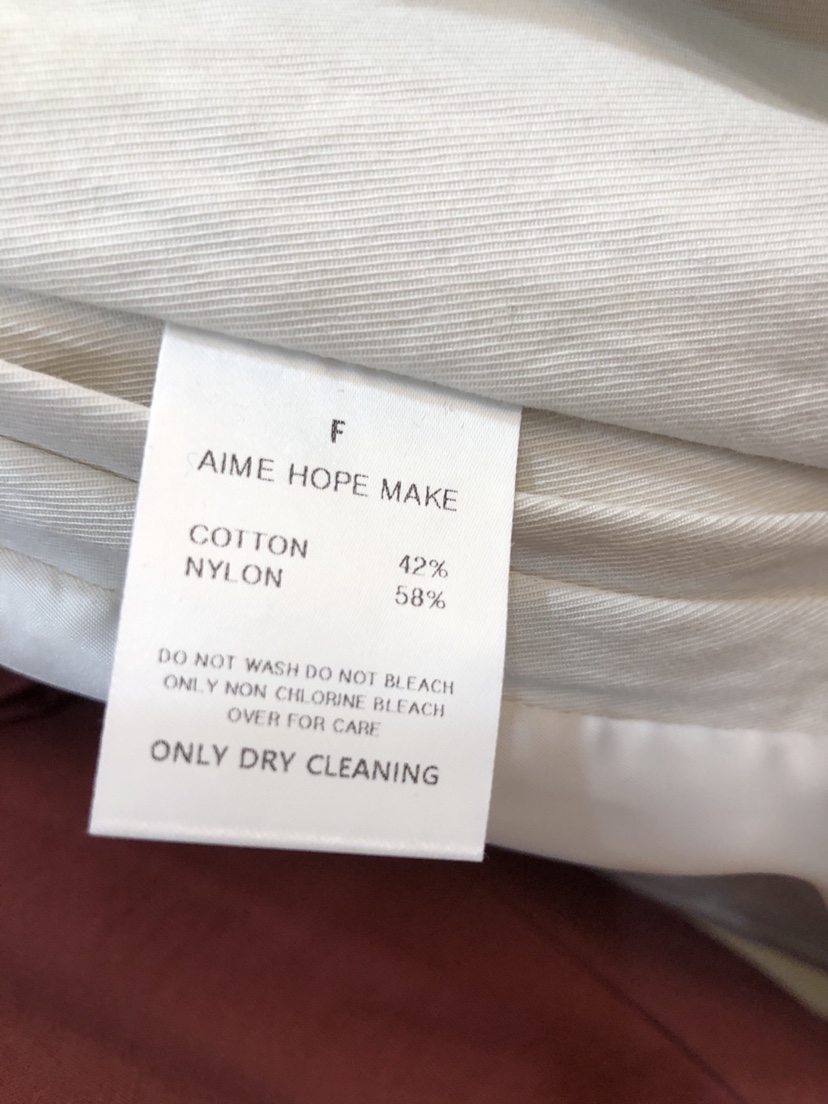 F
AIME HOPE MAKE
COTTON 42%
NYLON 58%
DO NOT WASH DO NOT BLEACH
ONLY NON CHLORINE BLEACH
OVER FOR CARE
ONLY DRY CLEANING